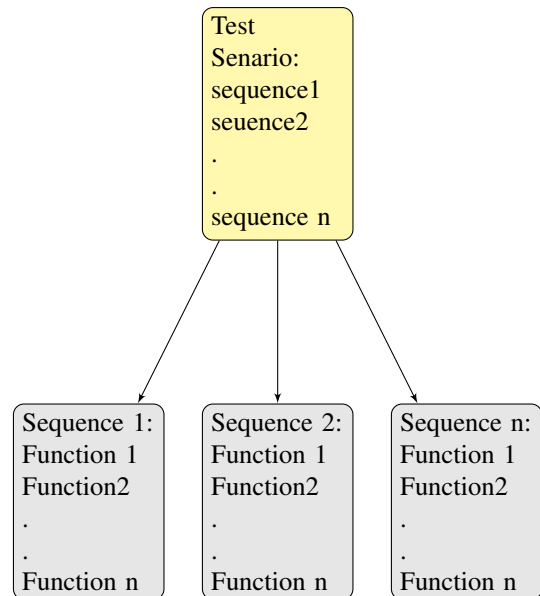 Test
Senario:
sequence1
seuence2
.
.
sequence n
Sequence 1:
Function 1
Function2
.
.
Function n
Sequence 2:
Function 1
Function2
.
.
Function n
Sequence n:
Function 1
Function2
.
.
Function n